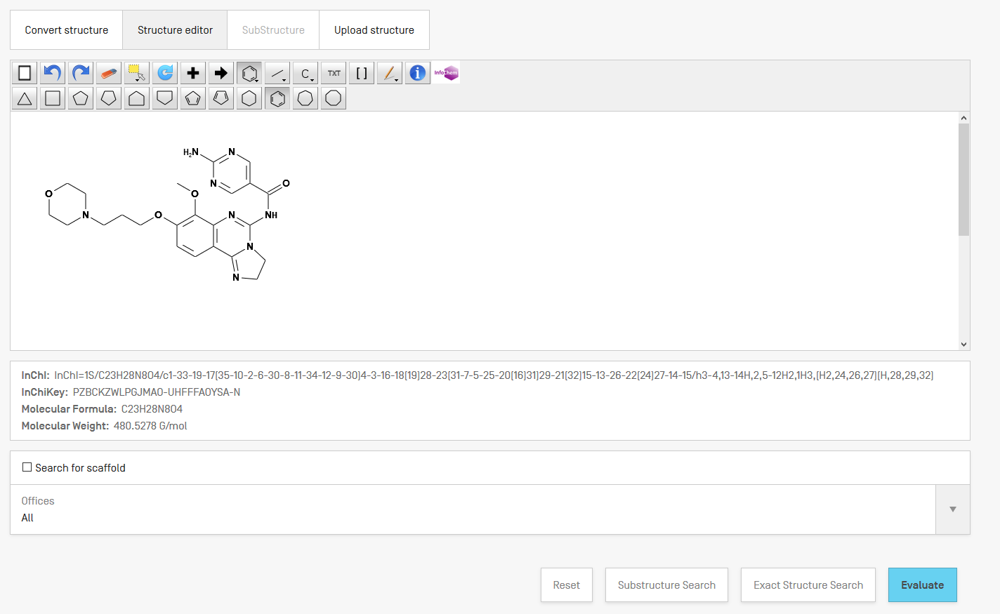 Convert structure
Structure editor
SubStructure
Upload structure
C
TXT
[ ]
i
InfoChem
H2N
N
N
O
O
O
N
O
N
NH
N
N
InChI: InChI=1S/C23H28N8O4/c1-33-19-17[35-10-2-6-30-8-11-34-12-9-30]4-3-16-18[19]28-23[31-7-5-25-20[16]31]29-21[32]15-13-26-22[24]27-14-15/h3-4,13-14H,2,5-12H2,1H3,[H2,24,26,27][H,28,29,32]
InChiKey: PZBCKZWLPGJMAO-UHFFFAOYSA-N
Molecular Formula: C23H28N8O4
Molecular Weight: 480.5278 G/mol
Search for scaffold
Offices
All
Reset
Substructure Search
Exact Structure Search
Evaluate